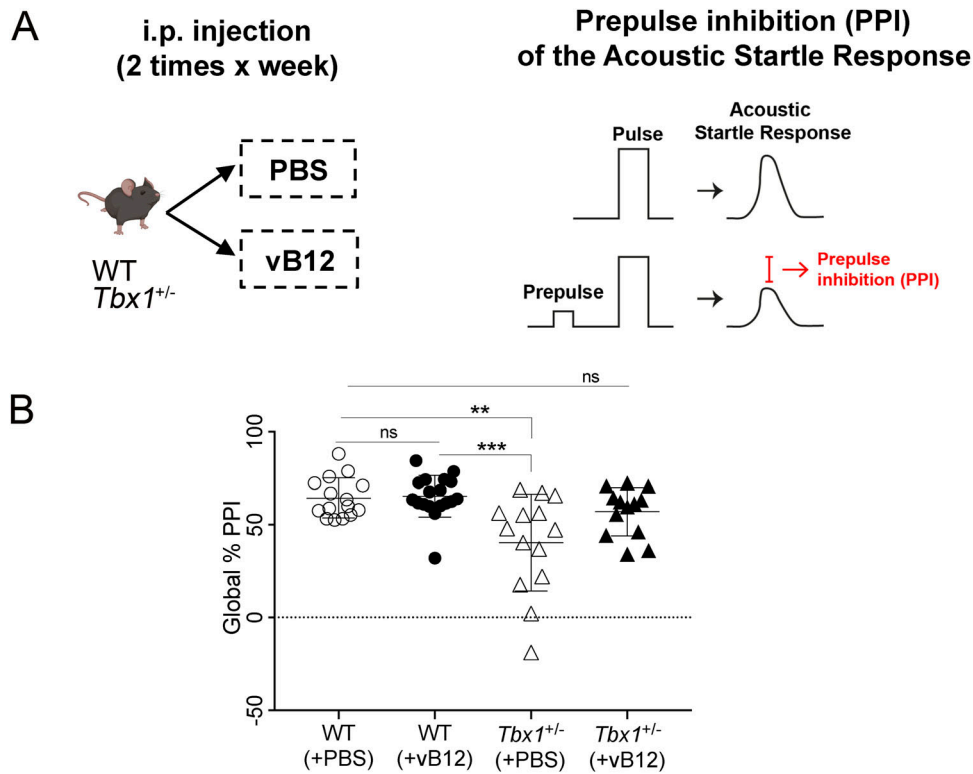 A
i.p. injection
(2 times x week)
PBS
vB12
WT
Tbx1+/-
Prepulse inhibition (PPI)
of the Acoustic Startle Response
Pulse
Acoustic
Startle Response
Prepulse
Prepulse
inhibition (PPI)
B
ns
**
ns
***
Global % PPI
100
50
0
-50
WT
(+PBS)
WT
(+vB12)
Tbx1+/-
(+PBS)
Tbx1+/-
(+vB12)